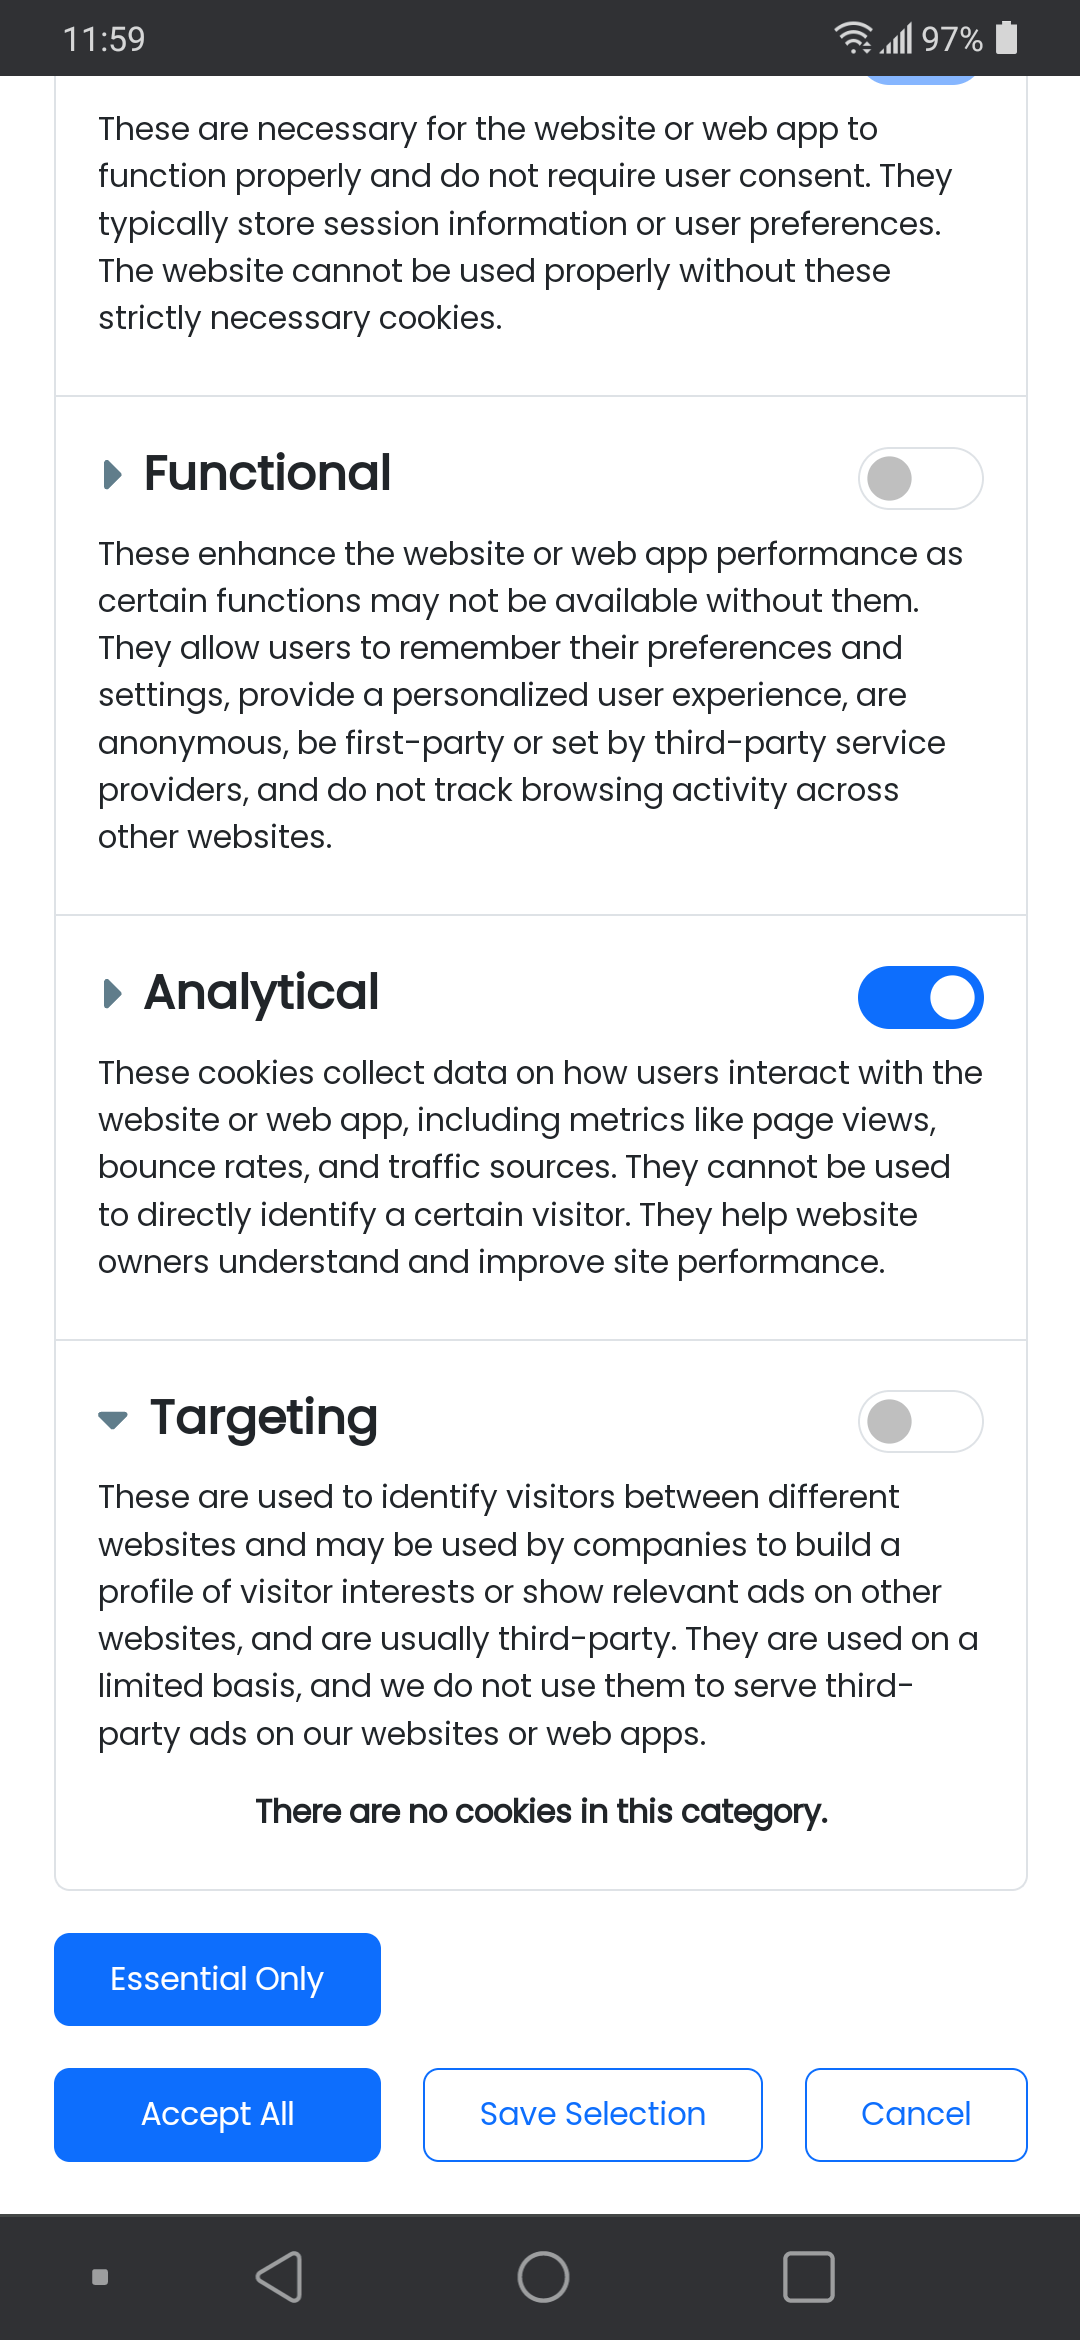 11:59
97%
These are necessary for the website or web app to
function properly and do not require user consent. They
typically store session information or user preferences.
The website cannot be used properly without these
strictly necessary cookies.
Functional
These enhance the website or web app performance as
certain functions may not be available without them.
They allow users to remember their preferences and
settings, provide a personalized user experience, are
anonymous, be first-party or set by third-party service
providers, and do not track browsing activity across
other websites.
Analytical
These cookies collect data on how users interact with the
website or web app, including metrics like page views,
bounce rates, and traffic sources. They cannot be used
to directly identify a certain visitor. They help website
owners understand and improve site performance.
Targeting
These are used to identify visitors between different
websites and may be used by companies to build a
profile of visitor interests or show relevant ads on other
websites, and are usually third-party. They are used on a
limited basis, and we do not use them to serve third-
party ads on our websites or web apps.
There are no cookies in this category.
Essential Only
Accept All
Save Selection
Cancel